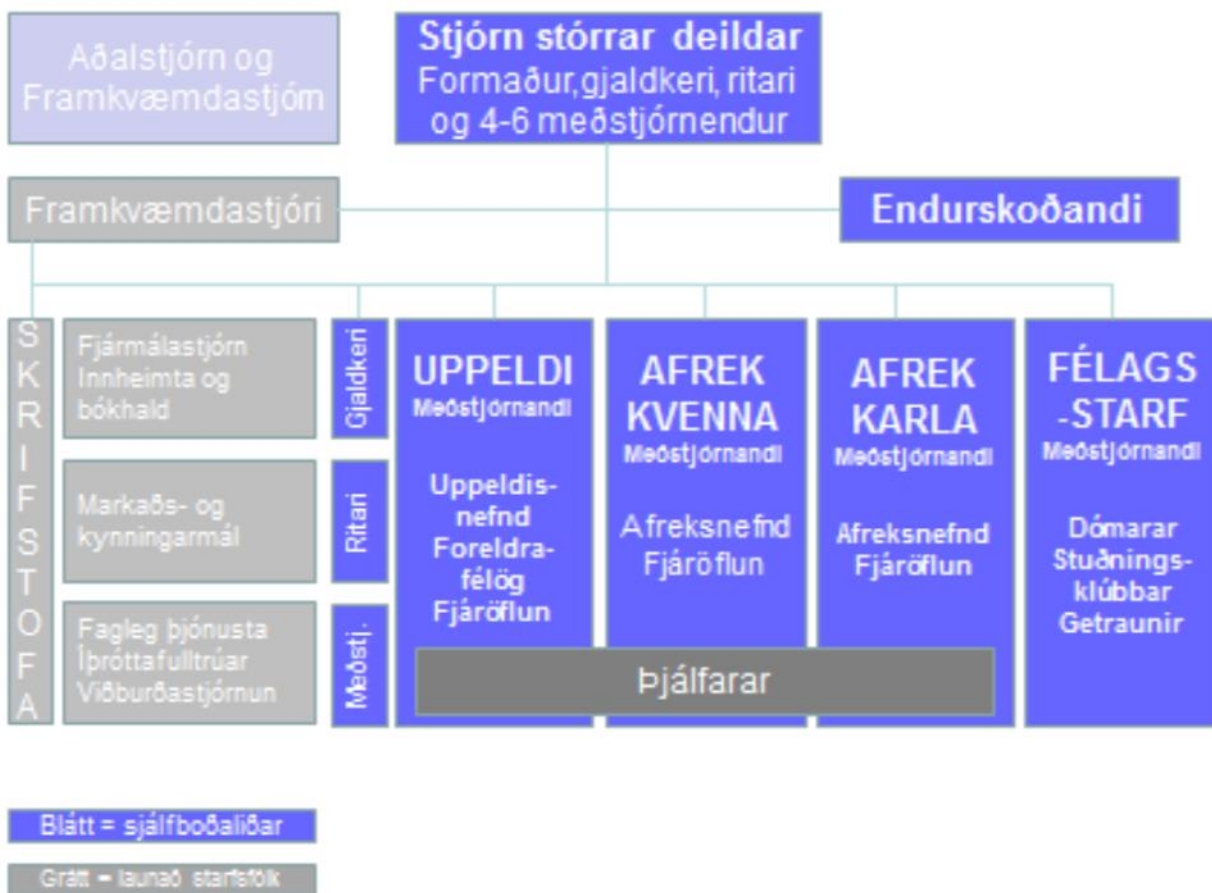 Aðalstjórn og
Framkvæmdastjórn
Stjórn stórrar deildar
Formaður,gjaldkeri, ritari
og 4-6 meðstjórnendur
Framkvæmdastjóri
Endurskoðandi
SKRIFSTOFA
Fjármálastjórn
Innheimta og
bókhald
Markaðs- og
kynningarmál
Fagleg þjónusta
Íþróttafulltrúar
Viðburðastjórnun
Gjaldkeri
Ritari
Meðstj.
UPPELDI
Meðstjórnandi
Uppeldis-
nefnd
Foreldra-
félög
Fjáröflun
AFREK
KVENNA
Meðstjórnandi
Afreksnefnd
Fjáröflun
AFREK
KARLA
Meðstjórnandi
Afreksnefnd
Fjáröflun
FÉLAGS
-STARF
Meðstjórnandi
Dómarar
Stuðnings-
klúbbar
Getraunir
Þjálfarar
Blátt = sjálfboðaliðar
Grátt = launað starfsfólk